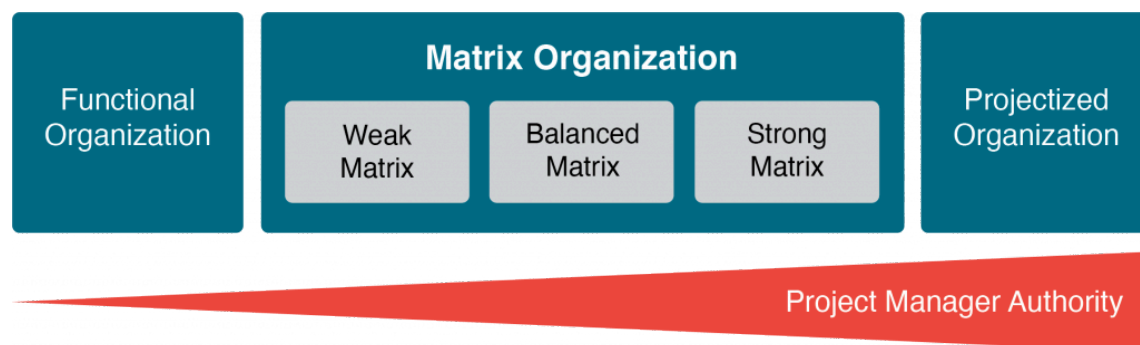 Functional
Organization
Matrix Organization
Weak
Matrix
Balanced
Matrix
Strong
Matrix
Projectized
Organization
Project Manager Authority